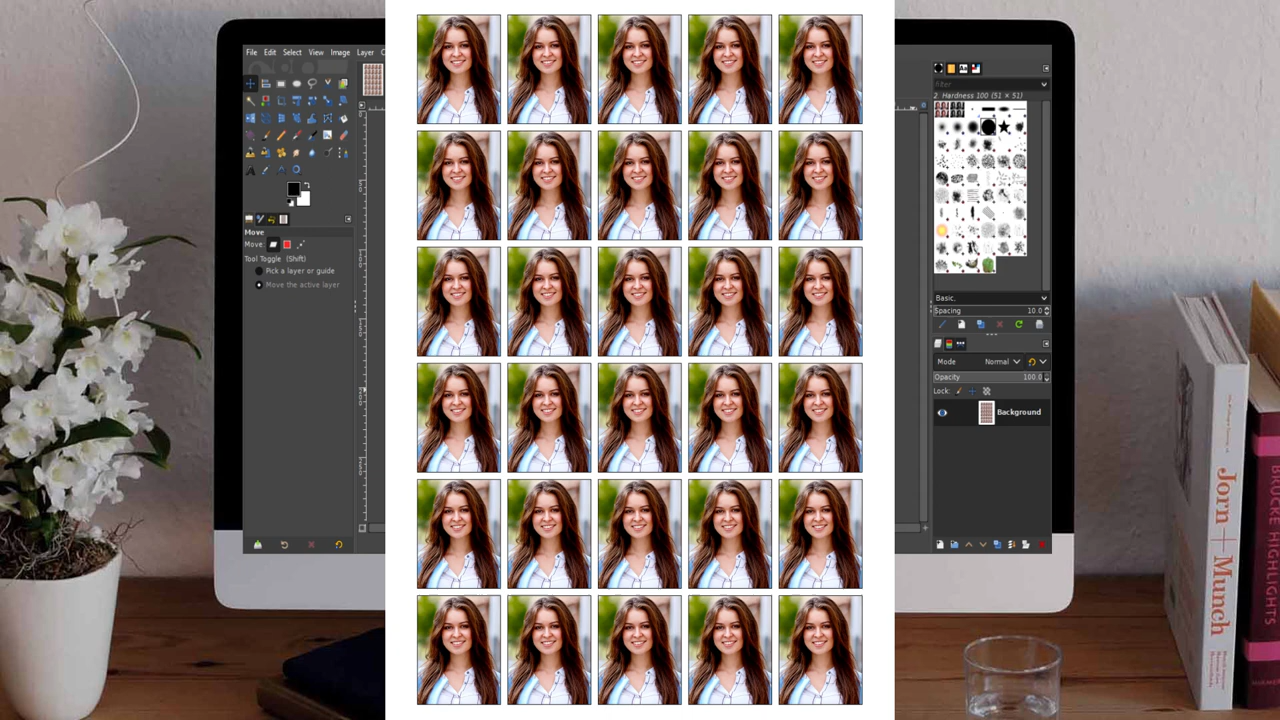 File Edit Select View Image Layer C
Move
Move:
Tool Toggle (Shift)
Pick a layer or guide
Move the active layer
Filter
2. Hardness 100 (51 × 51)
Basic,
Spacing 10.0
Mode Normal
Opacity 100.0
Lock:
Background
Jorn + Munch
BROKE HIGHLIGHTS